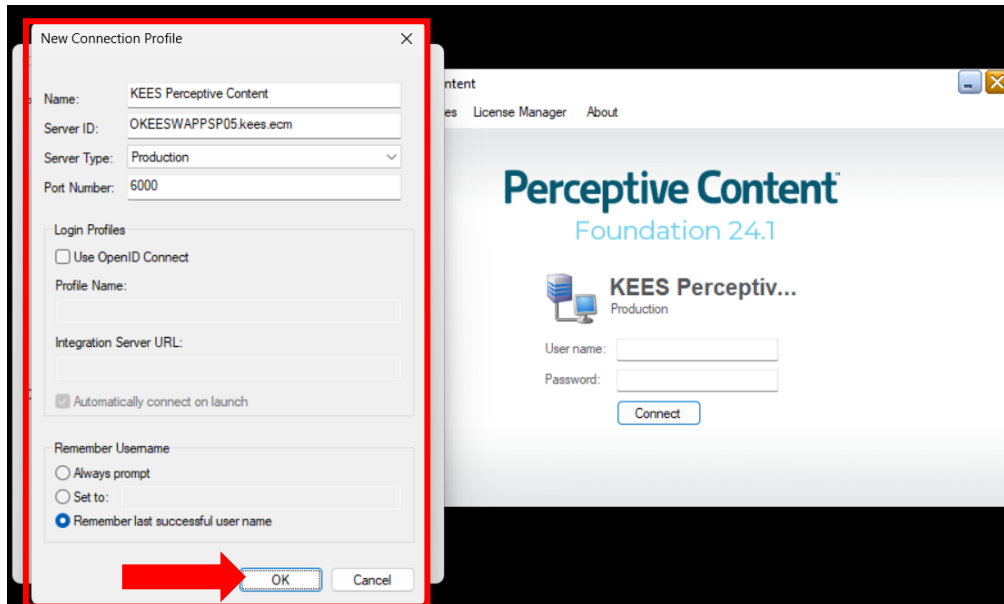 New Connection Profile
Name: KEES Perceptive Content
Server ID: OKEESWAPPSP05.kees.ecm
Server Type: Production
Port Number: 6000
Login Profiles
Use OpenID Connect
Profile Name:
Integration Server URL:
Automatically connect on launch
Remember Username
Always prompt
Set to:
Remember last successful user name
OK Cancel
ntent
es License Manager About
Perceptive Content™
Foundation 24.1
KEES Perceptiv...
Production
User name:
Password:
Connect